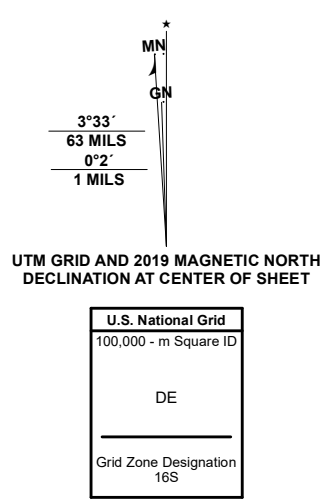 ★
MN
GN
3°33´
63 MILS
0°2´
1 MILS
UTM GRID AND 2019 MAGNETIC NORTH
DECLINATION AT CENTER OF SHEET
U.S. National Grid
100,000 - m Square ID
DE
Grid Zone Designation
16S